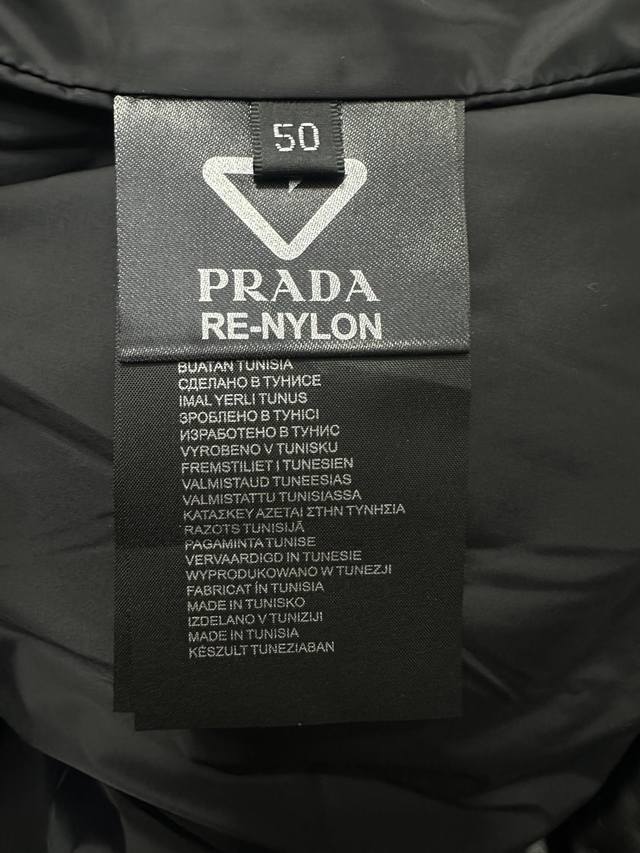 50
PRADA
RE-NYLON
BUATAN TUNISIA
СДЕЛАНО В ТУНИСЕ
IMAL YERLI TUNUS
ЗРОБЛЕНО В ТУНІСІ
ИЗРАБОТЕНО В ТУНИС
VYROBENO V TUNISKU
FREMSTILIET I TUNESIEN
VALMISTAUD TUNEESIAS
VALMISTATTU TUNISIASSA
ΚΑΤΑΣΚΕΥ ΑΖΕΤΑΙ ΣΤΗΝ ΤΥΝΗΣΙΑ
RAZOTS TUNISIJĀ
PAGAMINTA TUNISE
VERVAARDIGD IN TUNESIE
WYPRODUKOWANO W TUNEZJI
FABRICAT ÎN TUNISIA
MADE IN TUNISKO
IZDELANO V TUNIZIJI
MADE IN TUNISIA
KÉSZULT TUNEZIABAN